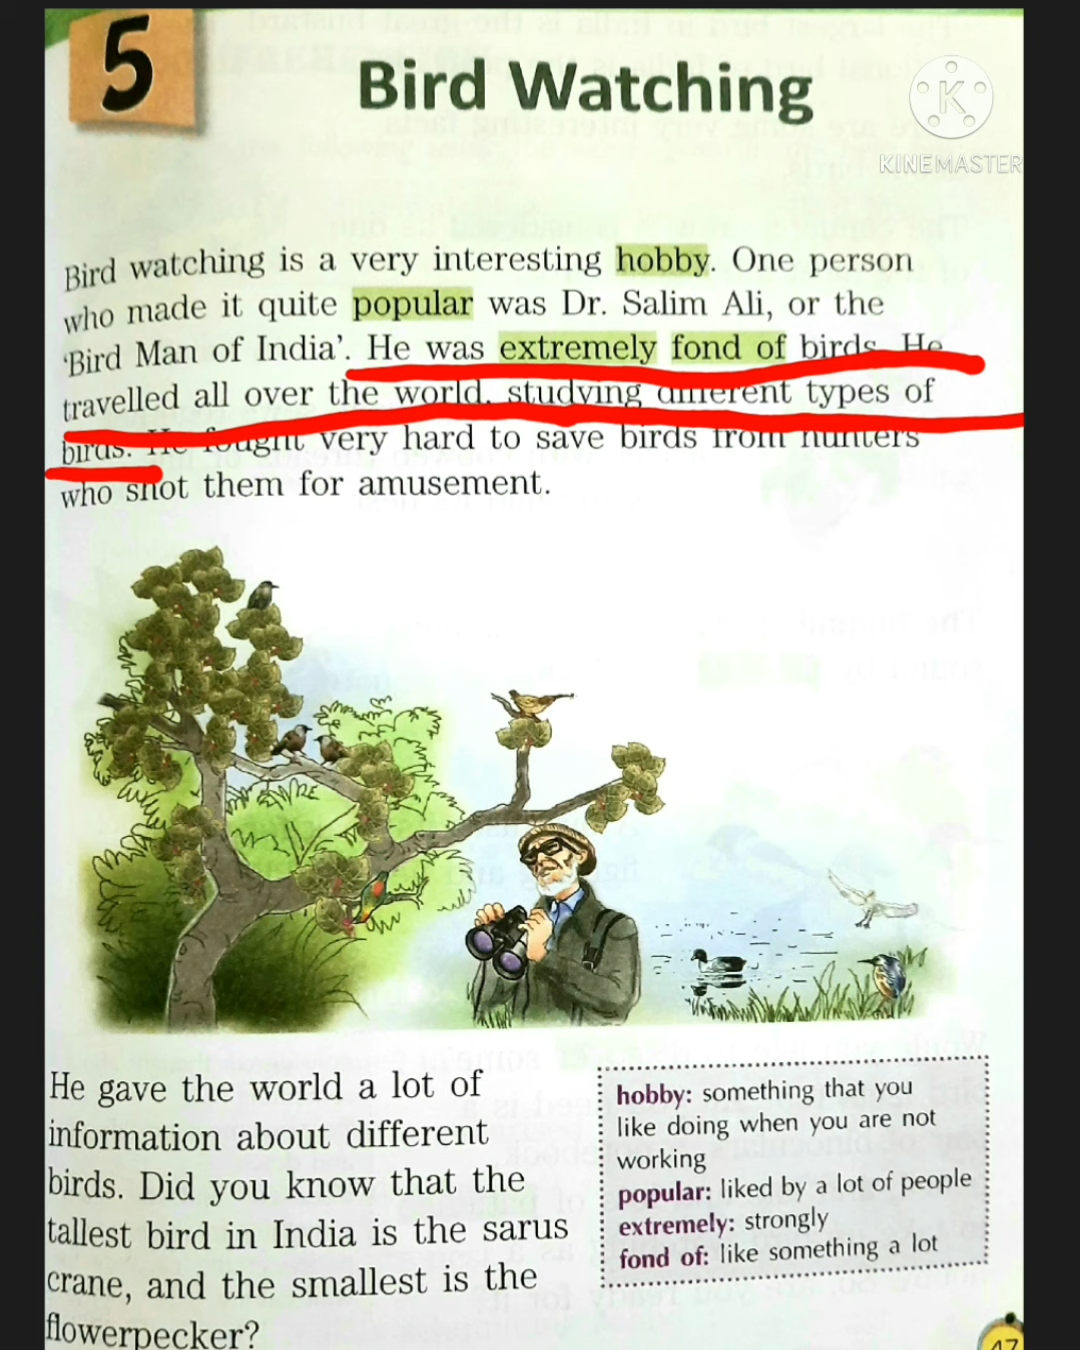 5
Bird Watching
KINEMASTER
Bird watching is a very interesting hobby. One person
who made it quite popular was Dr. Salim Ali, or the
‘Bird Man of India’. He was extremely fond of birds. He
travelled all over the world, studying different types of
birds. He fought very hard to save birds from hunters
who shot them for amusement.
He gave the world a lot of
information about different
birds. Did you know that the
tallest bird in India is the sarus
crane, and the smallest is the
flowerpecker?
hobby: something that you
like doing when you are not
working
popular: liked by a lot of people
extremely: strongly
fond of: like something a lot
47